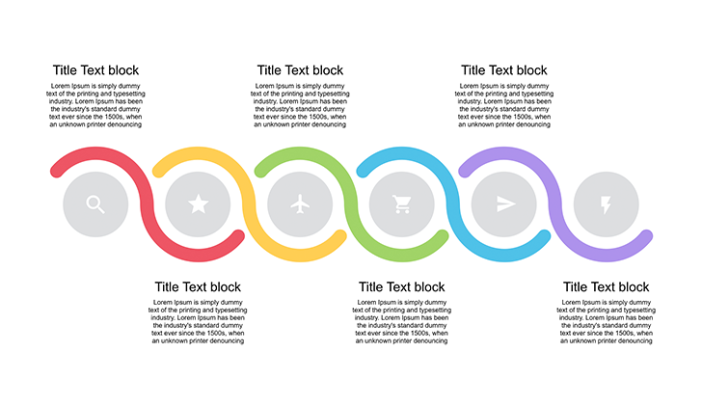 Title Text block
Lorem Ipsum is simply dummy
text of the printing and typesetting
industry. Lorem Ipsum has been
the industry's standard dummy
text ever since the 1500s, when
an unknown printer denouncing
Title Text block
Lorem Ipsum is simply dummy
text of the printing and typesetting
industry. Lorem Ipsum has been
the industry's standard dummy
text ever since the 1500s, when
an unknown printer denouncing
Title Text block
Lorem Ipsum is simply dummy
text of the printing and typesetting
industry. Lorem Ipsum has been
the industry's standard dummy
text ever since the 1500s, when
an unknown printer denouncing
Title Text block
Lorem Ipsum is simply dummy
text of the printing and typesetting
industry. Lorem Ipsum has been
the industry's standard dummy
text ever since the 1500s, when
an unknown printer denouncing
Title Text block
Lorem Ipsum is simply dummy
text of the printing and typesetting
industry. Lorem Ipsum has been
the industry's standard dummy
text ever since the 1500s, when
an unknown printer denouncing
Title Text block
Lorem Ipsum is simply dummy
text of the printing and typesetting
industry. Lorem Ipsum has been
the industry's standard dummy
text ever since the 1500s, when
an unknown printer denouncing